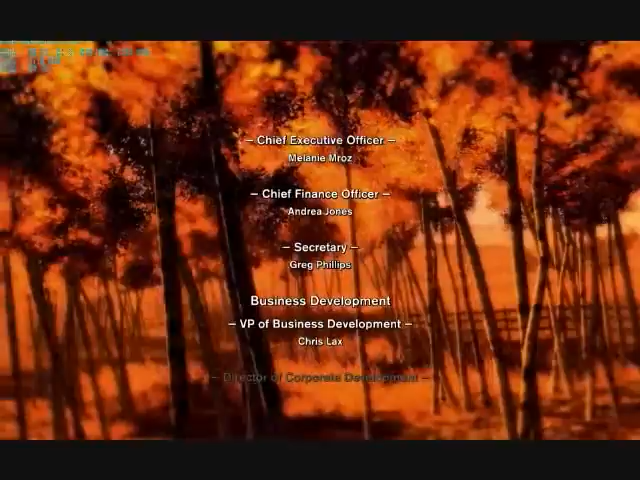 – Chief Executive Officer –
Melanie Mroz
– Chief Finance Officer –
Andrea Jones
– Secretary –
Greg Phillips
Business Development
– VP of Business Development –
Chris Lax
– Director of Corporate Development –